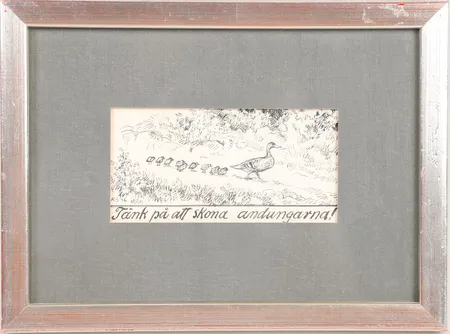 Tänk på att skona andungarna!